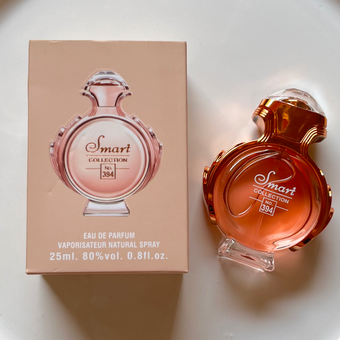 Smart
COLLECTION
No.
394
EAU DE PARFUM
VAPORISATEUR NATURAL SPRAY
25ml. 80%vol. 0.8fl.oz.
Smart
COLLECTION
NO.
394